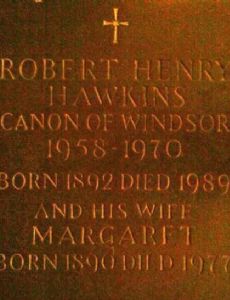 ROBERT HENRY
HAWKINS
CANON OF WINDSOR
1958-1970
BORN 1892 DIED 1989
AND HIS WIFE
MARGARET
BORN 1890 DIED 1977